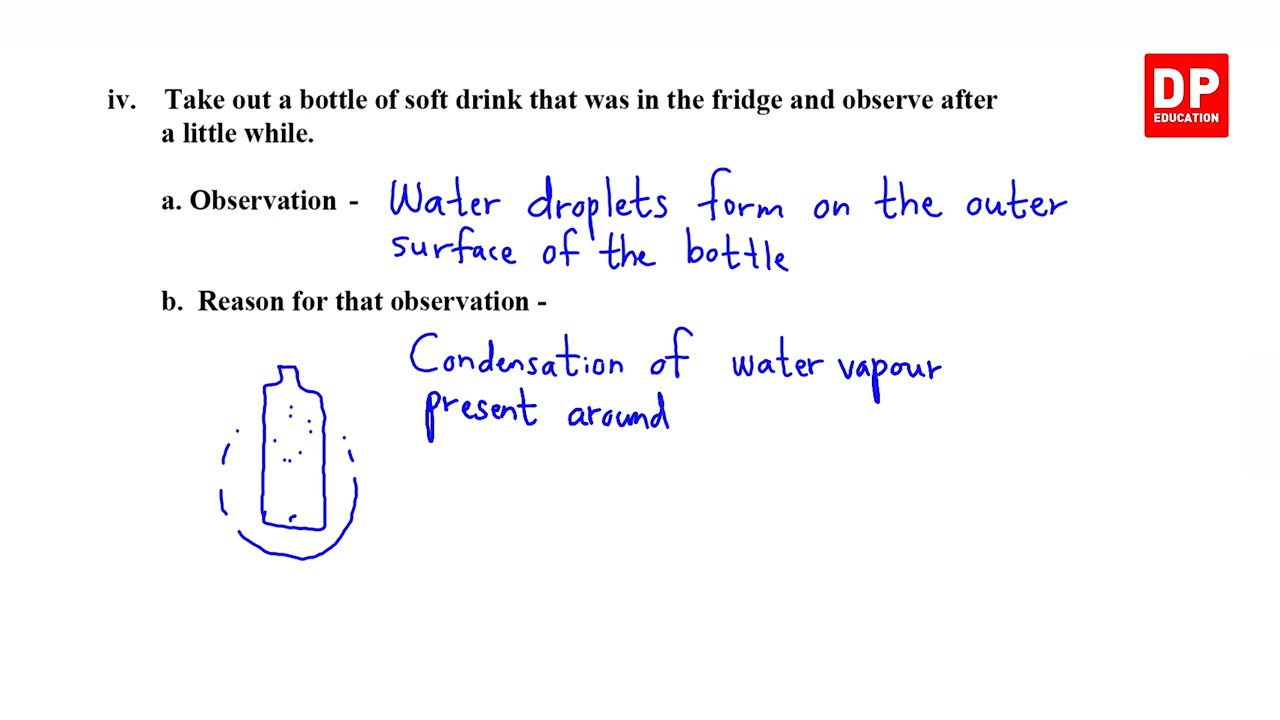 DP
EDUCATION
iv. Take out a bottle of soft drink that was in the fridge and observe after
a little while.
a. Observation - Water droplets form on the outer
surface of the bottle
b. Reason for that observation -
Condensation of water vapour
present around